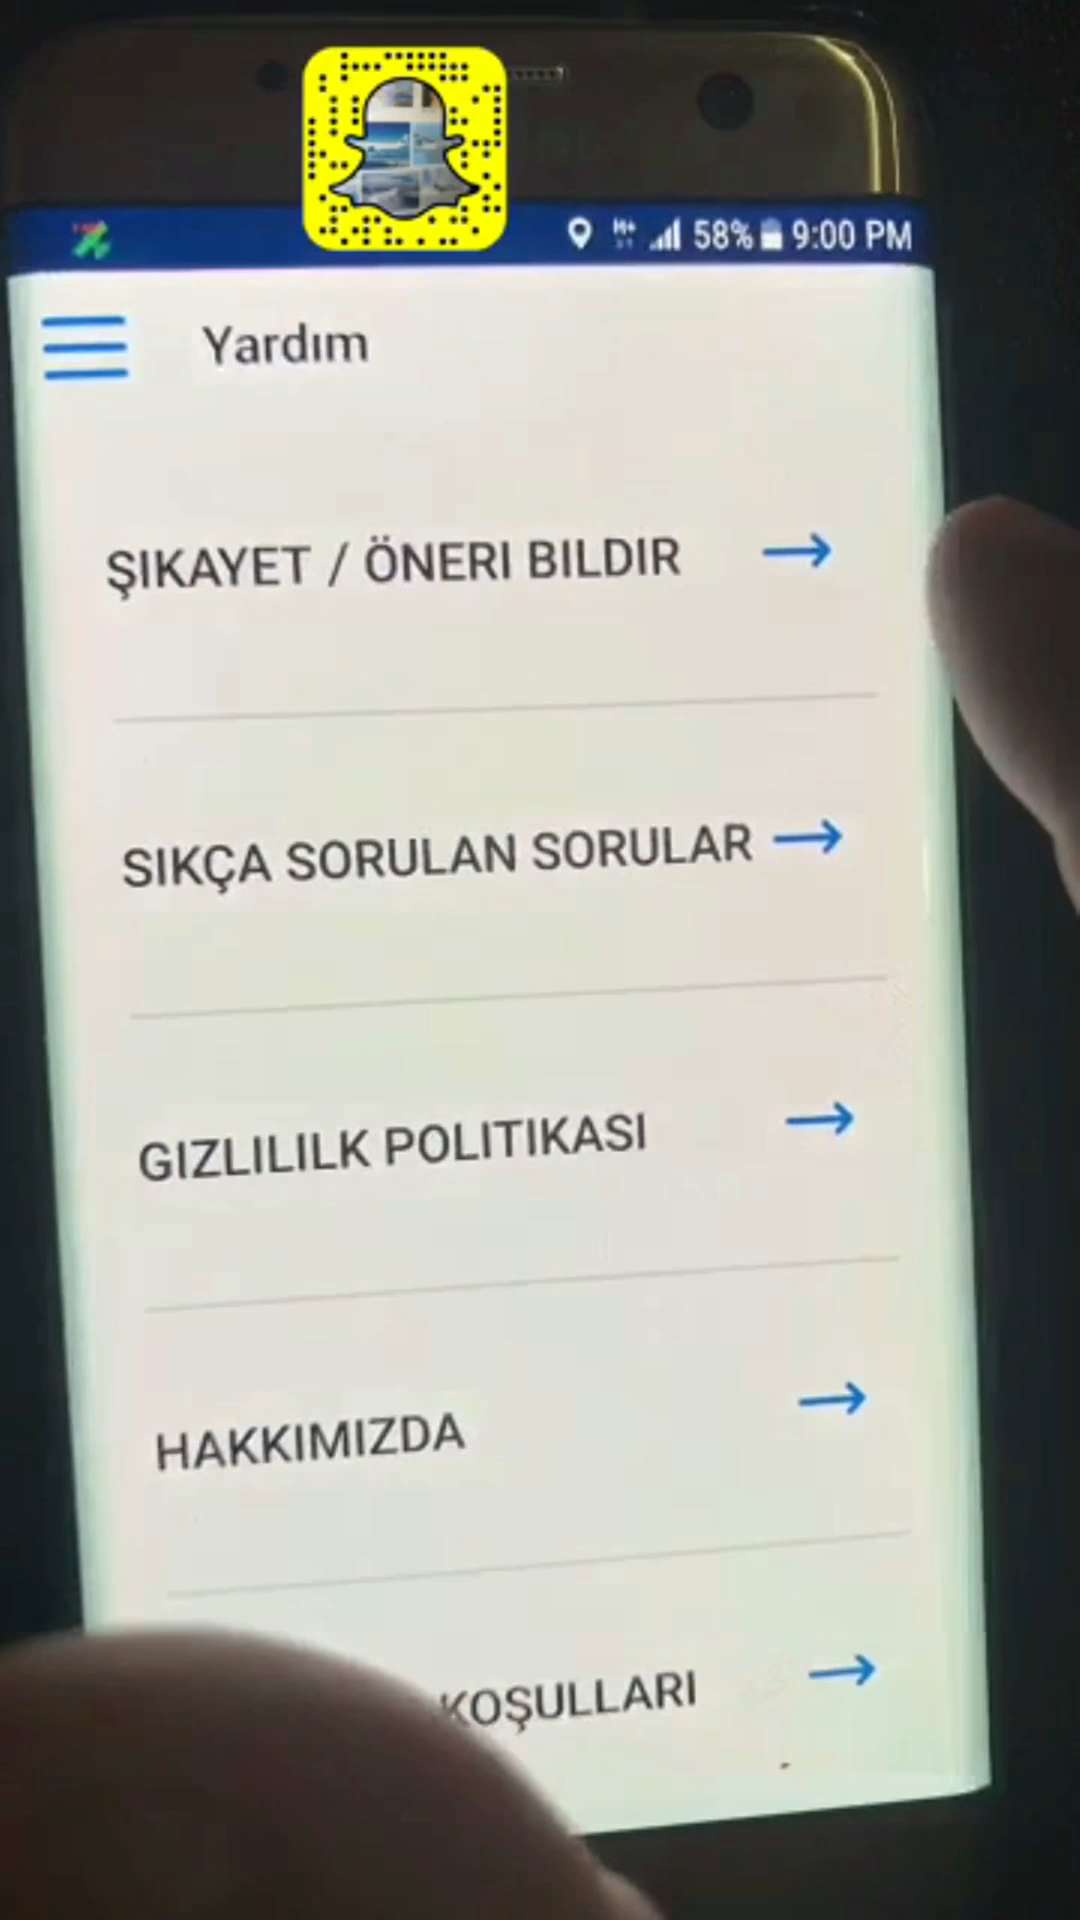 58% 9:00 PM
Yardım
ŞIKAYET / ÖNERI BILDIR
SIKÇA SORULAN SORULAR
GIZLILILK POLITIKASI
HAKKIMIZDA
KOŞULLARI